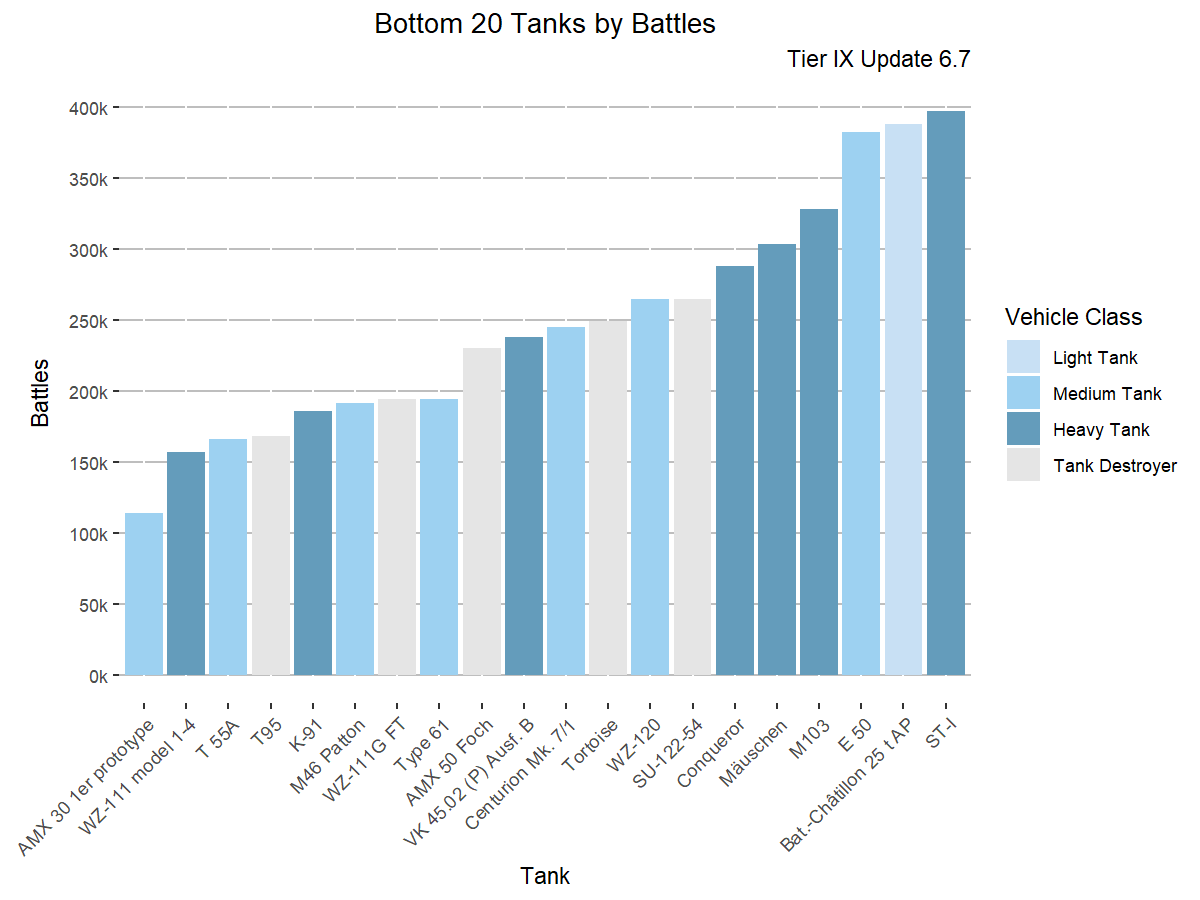 Bottom 20 Tanks by Battles
Tier IX Update 6.7
Battles
400k
350k
300k
250k
200k
150k
100k
50k
0k
AMX 30 1er prototype
WZ-111 model 1-4
T 55A
T95
K-91
M46 Patton
WZ-111G FT
Type 61
AMX 50 Foch
VK 45.02 (P) Ausf. B
Centurion Mk. 7/1
Tortoise
WZ-120
SU-122-54
Conqueror
Mäuschen
M103
E 50
Bat.-Châtillon 25 t AP
ST-I
Tank
Vehicle Class
Light Tank
Medium Tank
Heavy Tank
Tank Destroyer